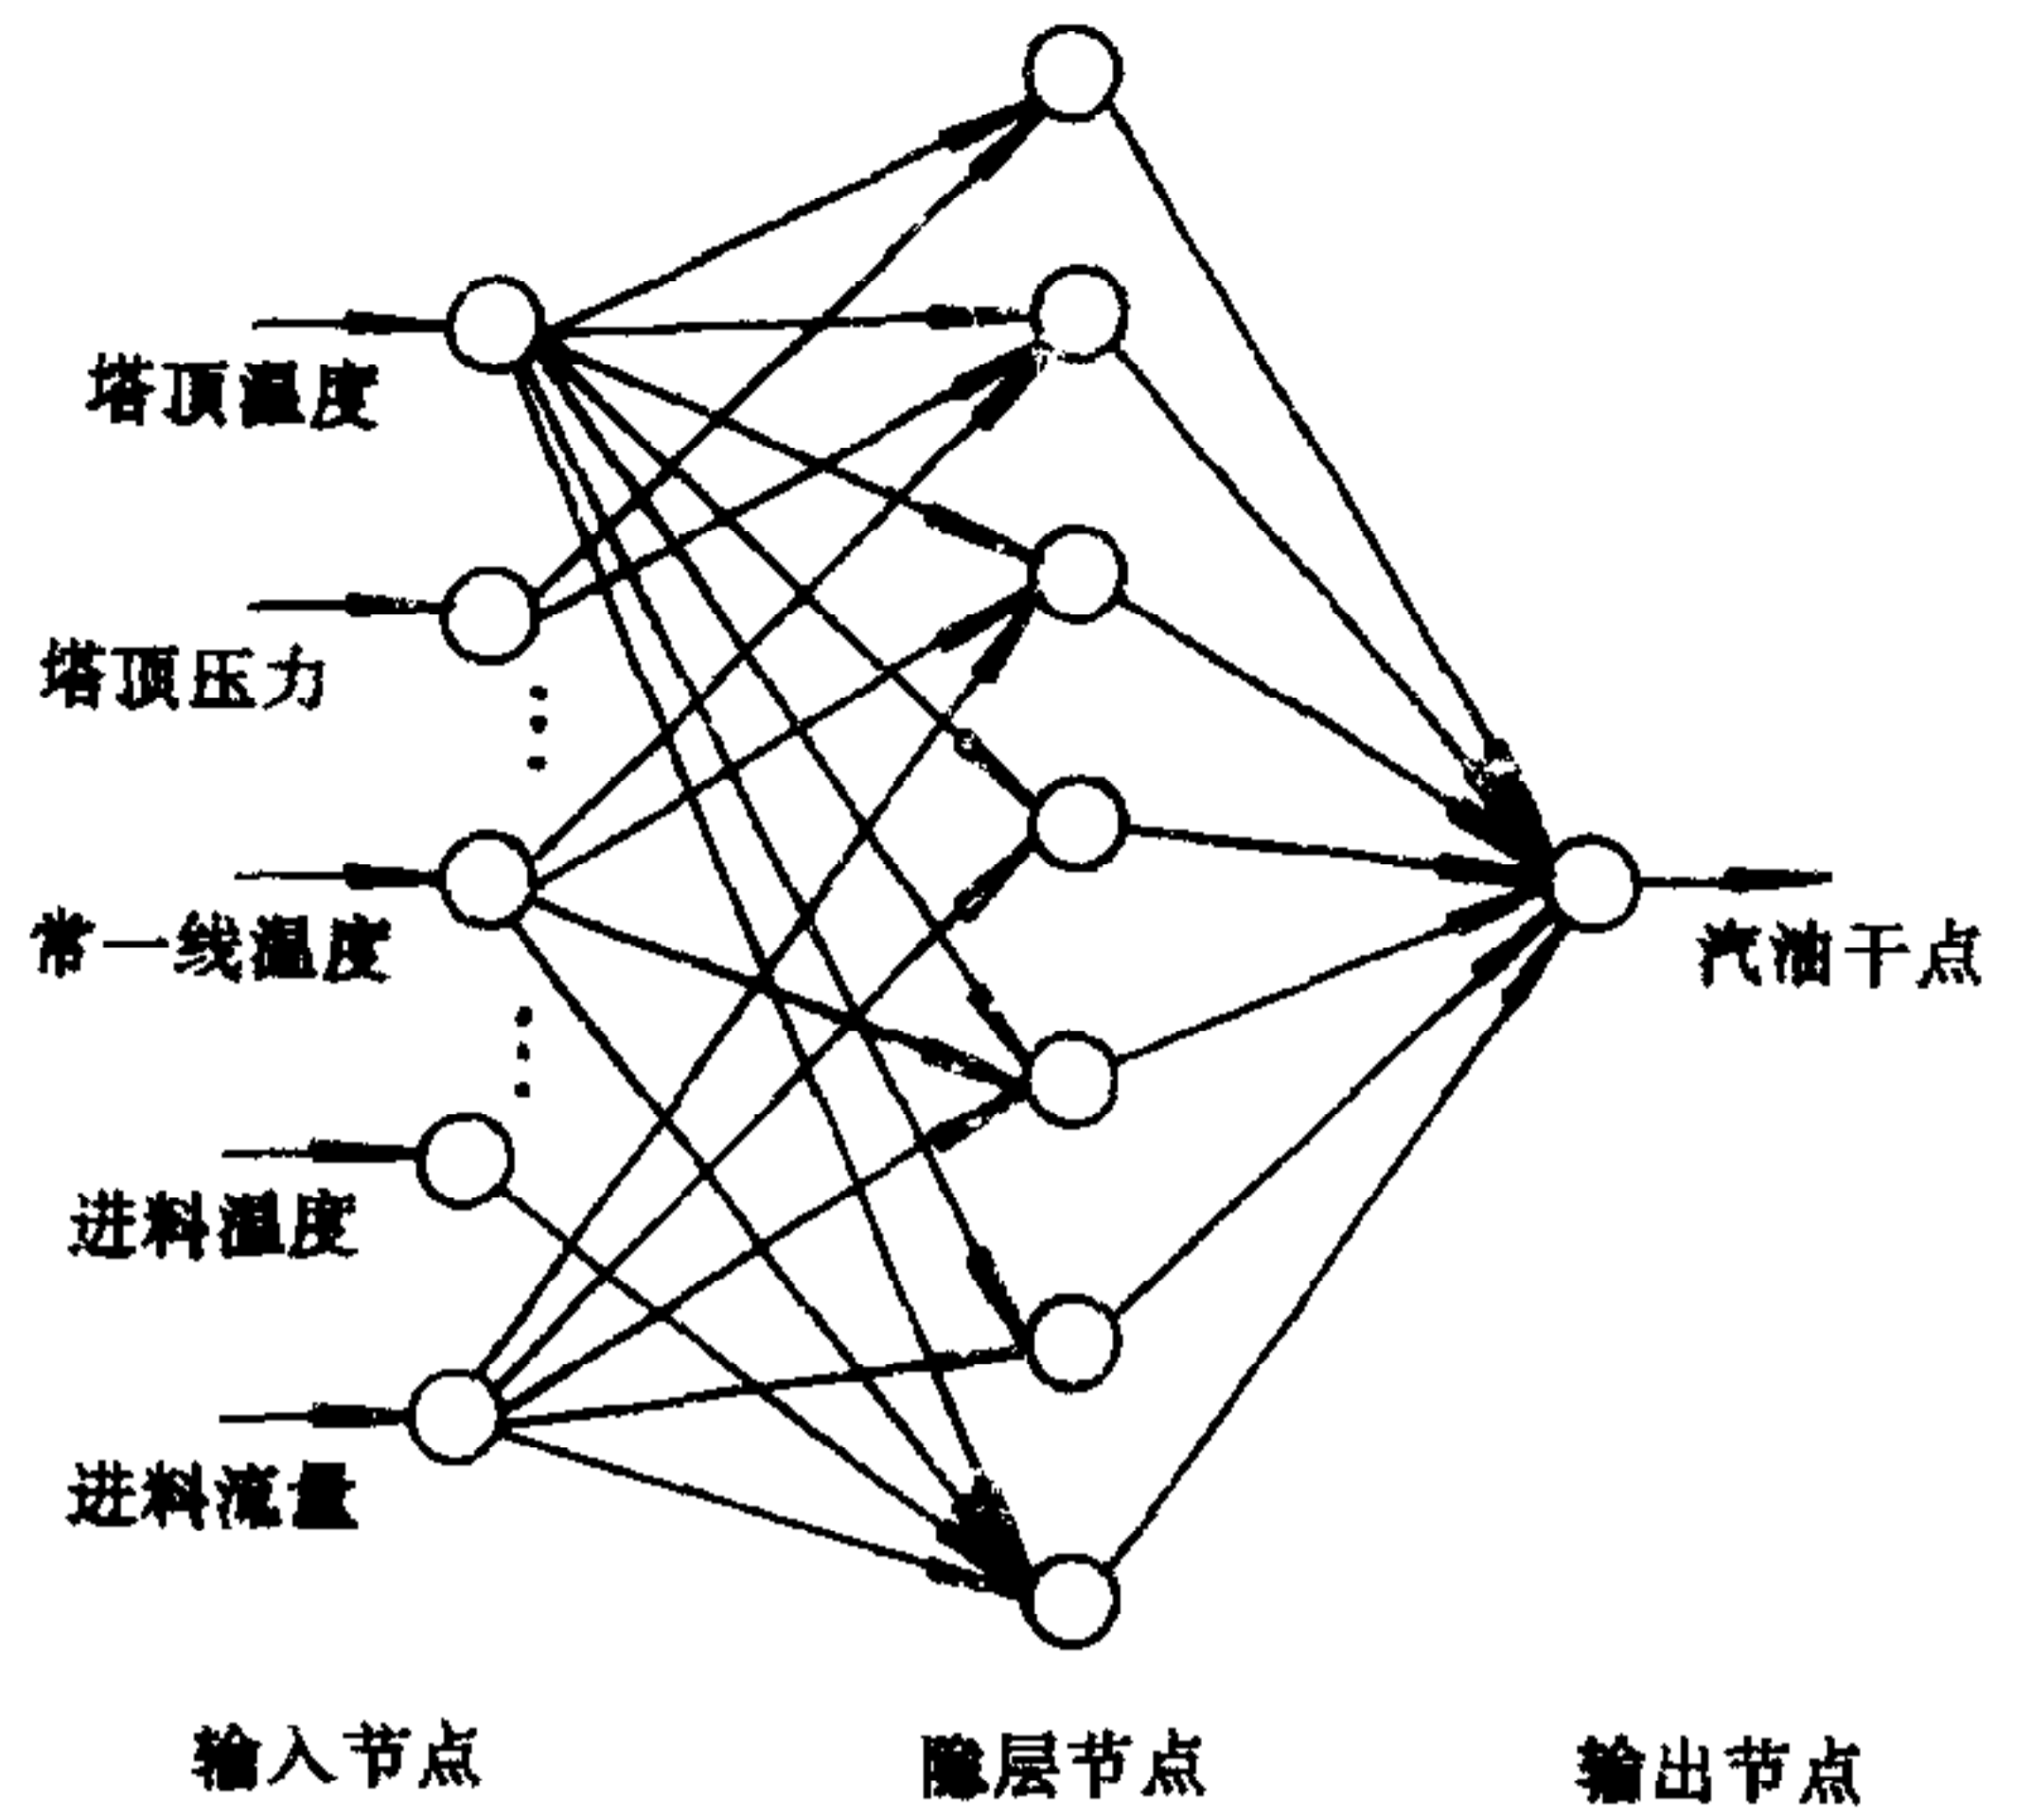 塔顶温度
塔顶压力
常一线温度
进料温度
进料流量
汽油干点
输入节点
隐层节点
输出节点